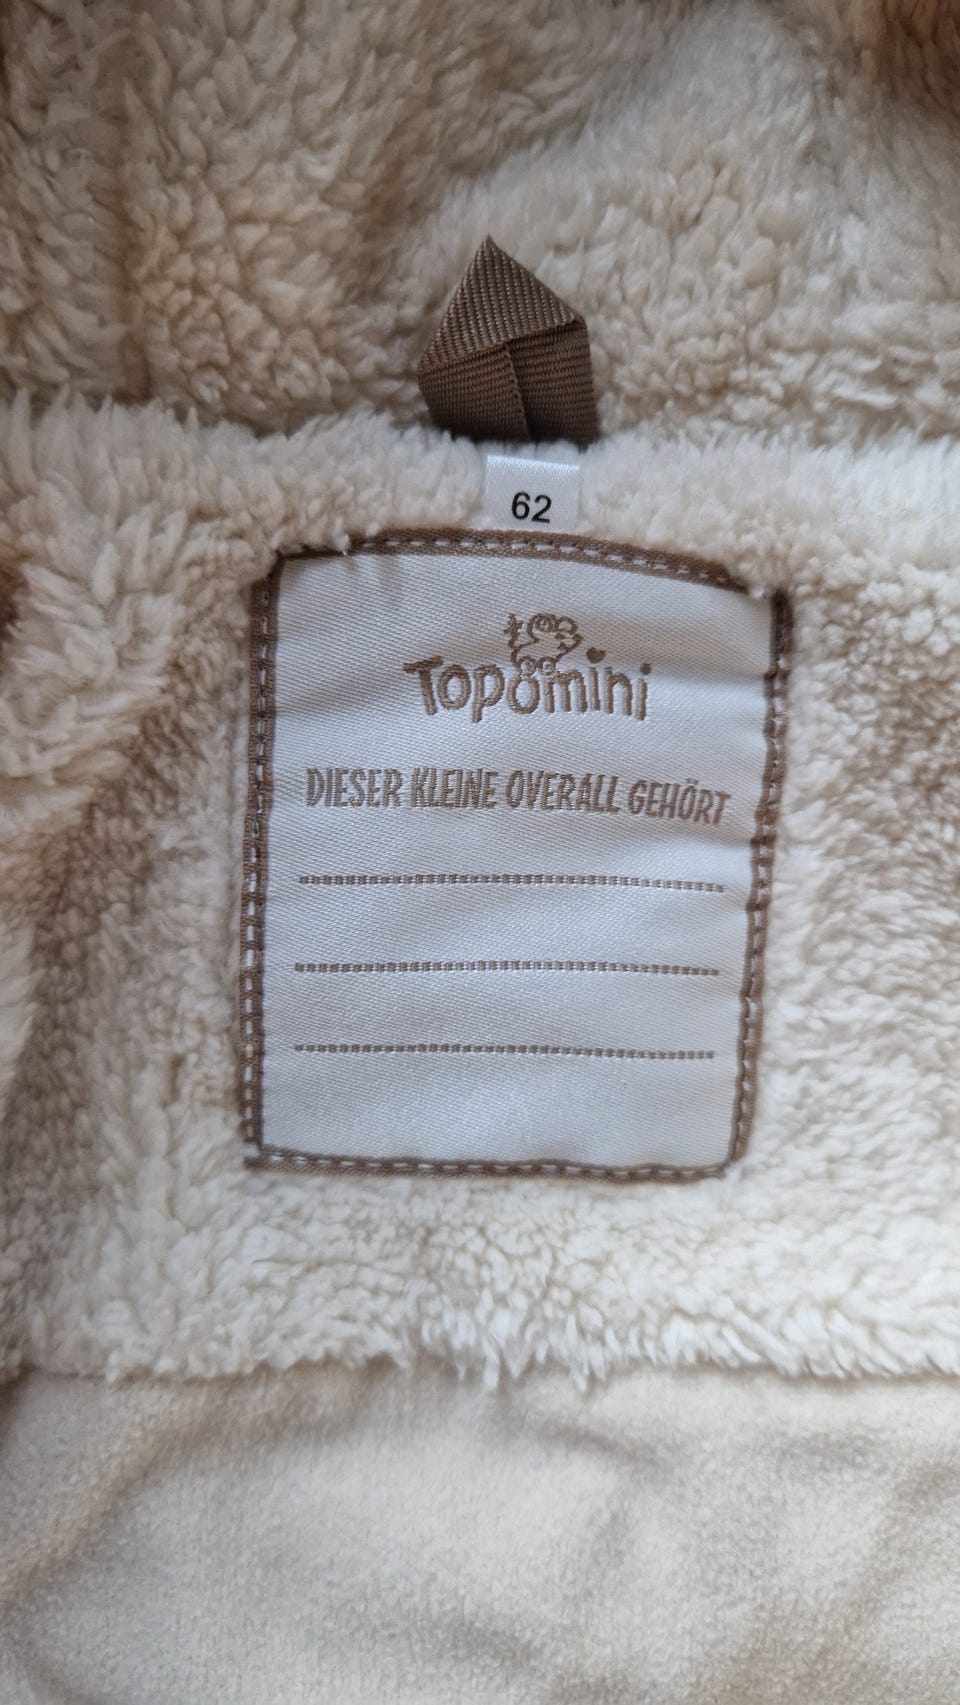 62
Topomini
DIESER KLEINE OVERALL GEHÖRT